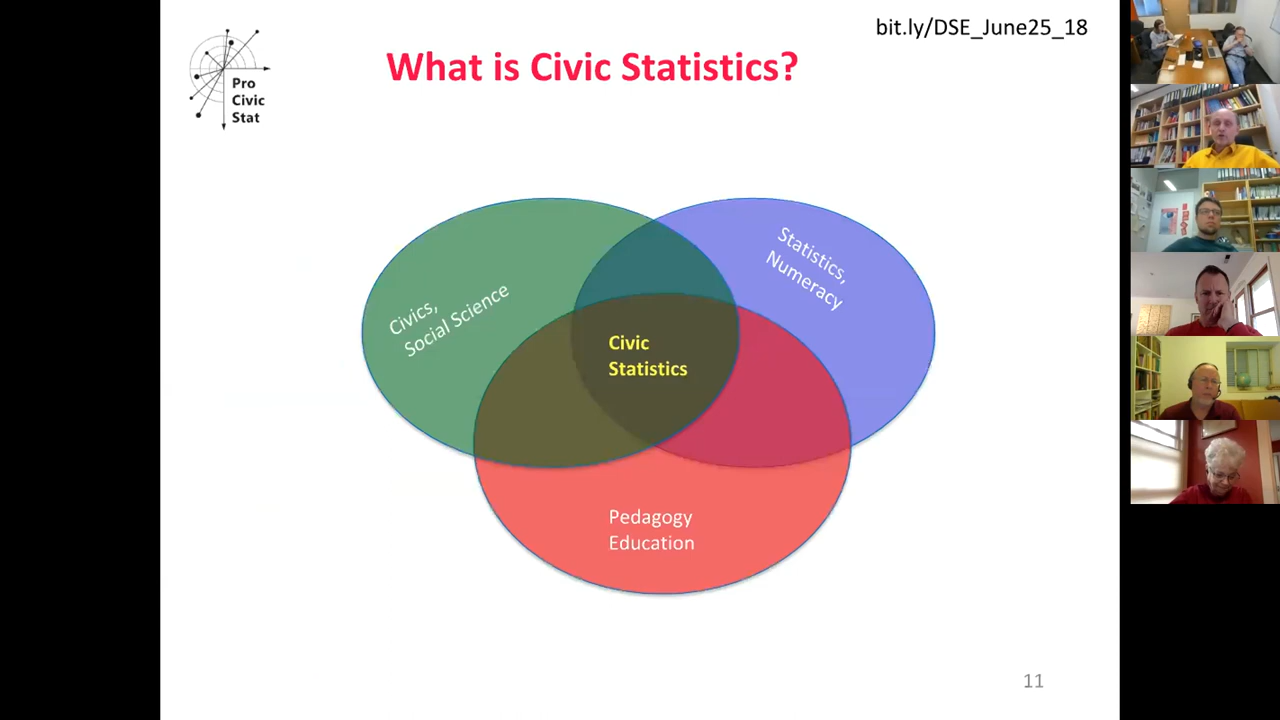 bit.ly/DSE_June25_18
What is Civic Statistics?
Pro
Civic
Stat
Statistics,
Numeracy
Civics,
Social Science
Civic
Statistics
Pedagogy
Education
11